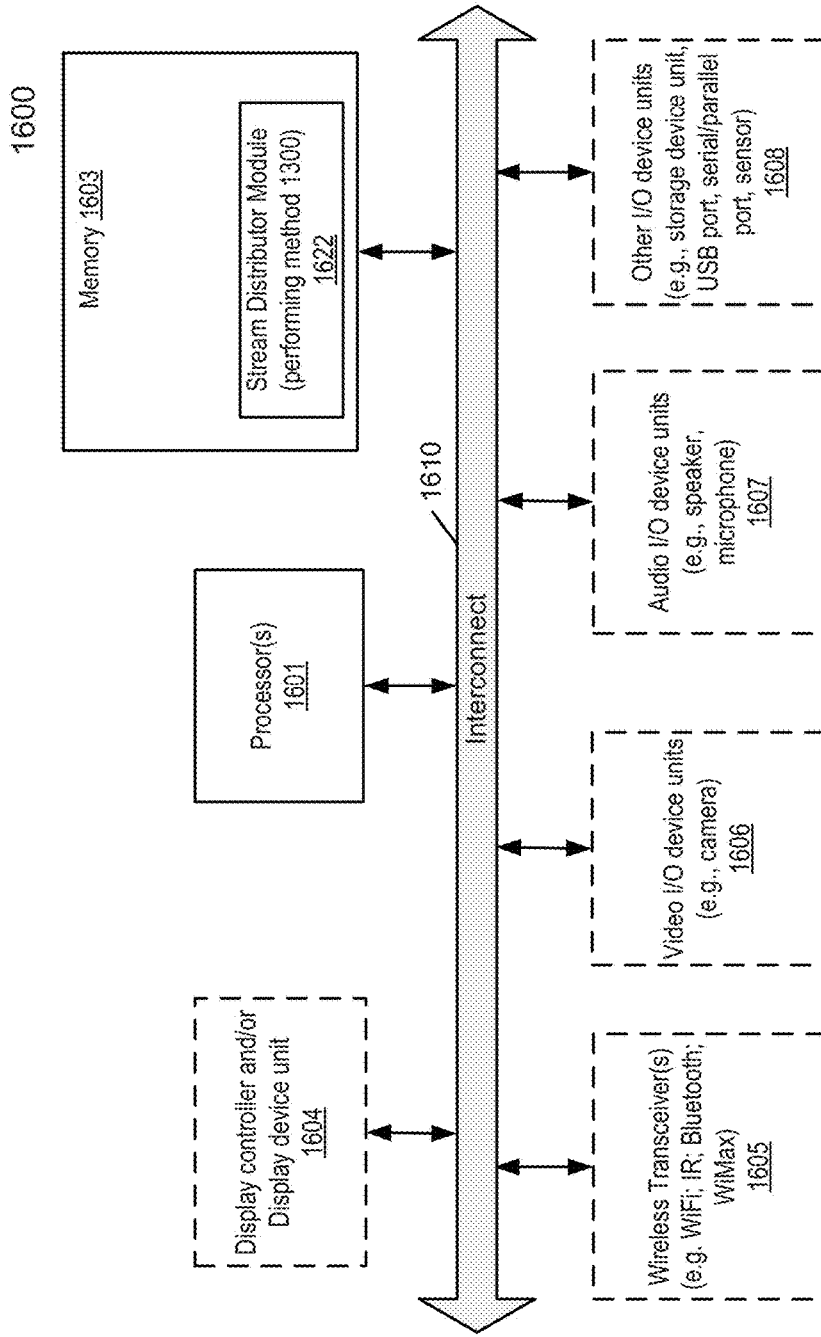 1600
Display controller and/or
Display device unit
1604
Processor(s)
1601
Memory 1603
Stream Distributor Module
(performing method 1300)
1622
1610
Interconnect
Wireless Transceiver(s)
(e.g. WiFi; IR; Bluetooth;
WiMax)
1605
Video I/O device units
(e.g., camera)
1606
Audio I/O device units
(e.g., speaker,
microphone)
1607
Other I/O device units
(e.g., storage device unit,
USB port, serial/parallel
port, sensor)
1608